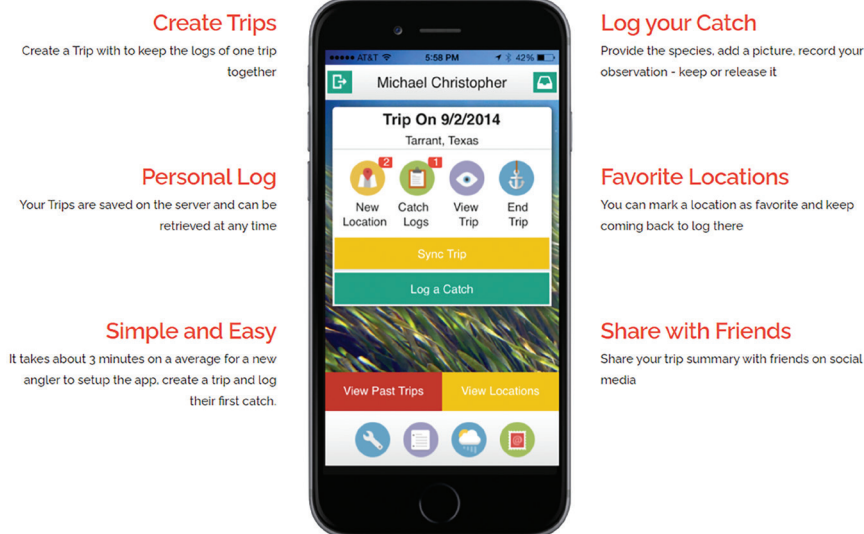 Create Trips
Create a Trip with to keep the logs of one trip
together
Personal Log
Your Trips are saved on the server and can be
retrieved at any time
Simple and Easy
It takes about 3 minutes on a average for a new
angler to setup the app, create a trip and log
their first catch.
AT&T 5:58 PM 42%
Michael Christopher
Trip On 9/2/2014
Tarrant, Texas
2 1
New Catch View End
Location Logs Trip Trip
Sync Trip
Log a Catch
View Past Trips View Locations
@
Log your Catch
Provide the species, add a picture, record your
observation - keep or release it
Favorite Locations
You can mark a location as favorite and keep
coming back to log there
Share with Friends
Share your trip summary with friends on social
media